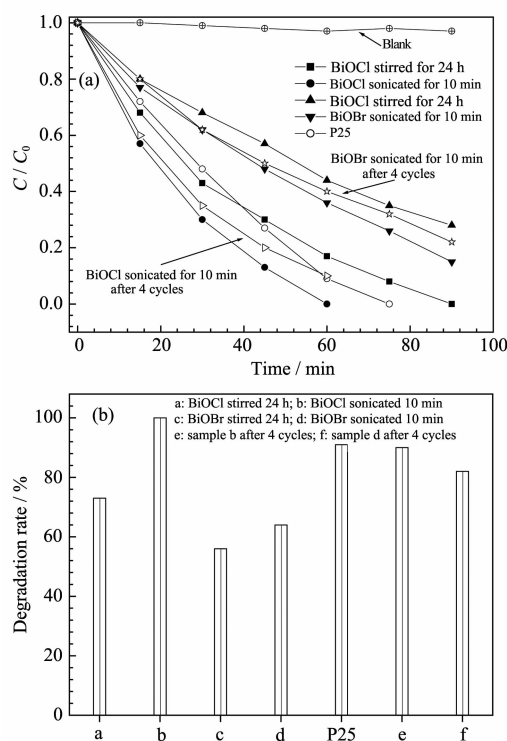 1.0
0.8
0.6
0.4
0.2
0.0
C / C0
(a)
Blank
BiOCl stirred for 24 h
BiOCl sonicated for 10 min
BiOCl stirred for 24 h
BiOBr sonicated for 10 min
P25
BiOBr sonicated for 10 min
after 4 cycles
BiOCl sonicated for 10 min
after 4 cycles
0 20 40 60 80 100
Time / min
(b)
a: BiOCl stirred 24 h; b: BiOCl sonicated 10 min
c: BiOBr stirred 24 h; d: BiOBr sonicated 10 min
e: sample b after 4 cycles; f: sample d after 4 cycles
100
80
60
40
20
0
Degradation rate / %
a b c d P25 e f